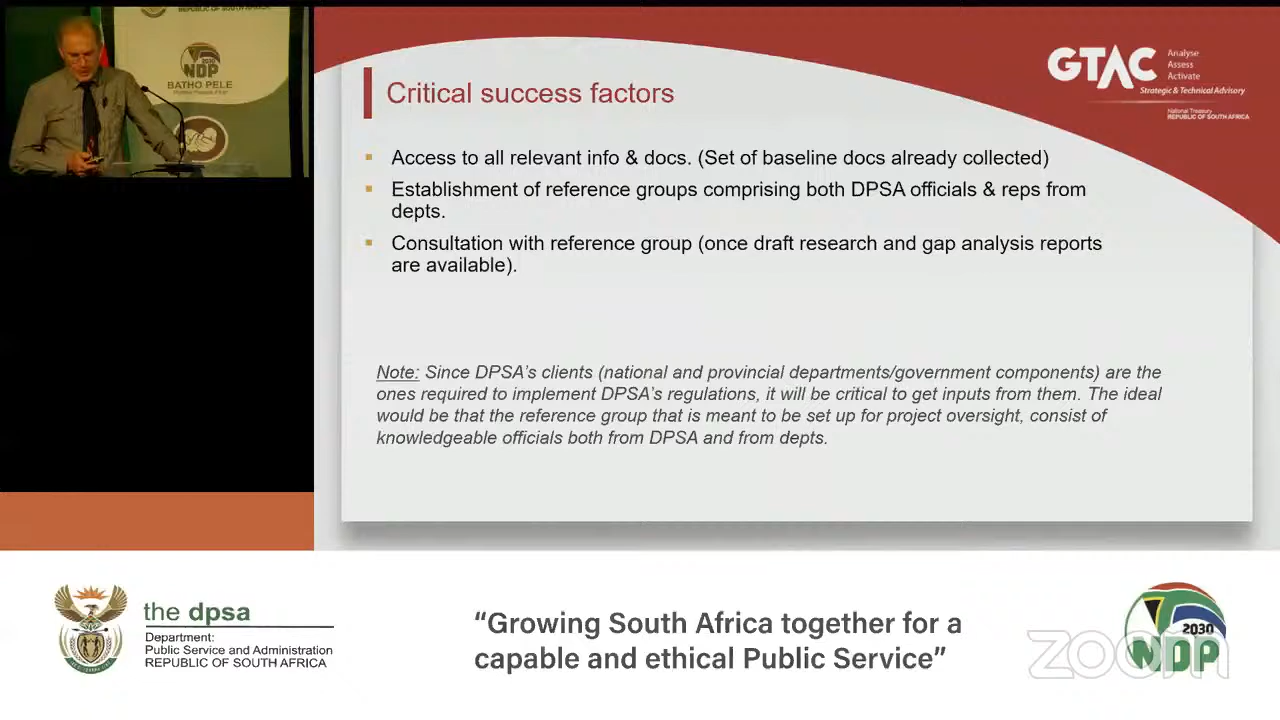 REPUBLIC OF SOUTH AFRICA
NDP
BATHO PELE
GTAC
Analyse
Assess
Activate
Strategic & Technical Advisory
National Treasury
REPUBLIC OF SOUTH AFRICA
Critical success factors
▪ Access to all relevant info & docs. (Set of baseline docs already collected)
▪ Establishment of reference groups comprising both DPSA officials & reps from
depts.
▪ Consultation with reference group (once draft research and gap analysis reports
are available).
Note: Since DPSA's clients (national and provincial departments/government components) are the
ones required to implement DPSA's regulations, it will be critical to get inputs from them. The ideal
would be that the reference group that is meant to be set up for project oversight, consist of
knowledgeable officials both from DPSA and from depts.
the dpsa
Department:
Public Service and Administration
REPUBLIC OF SOUTH AFRICA
“Growing South Africa together for a
capable and ethical Public Service”
2030
NDP
zoom